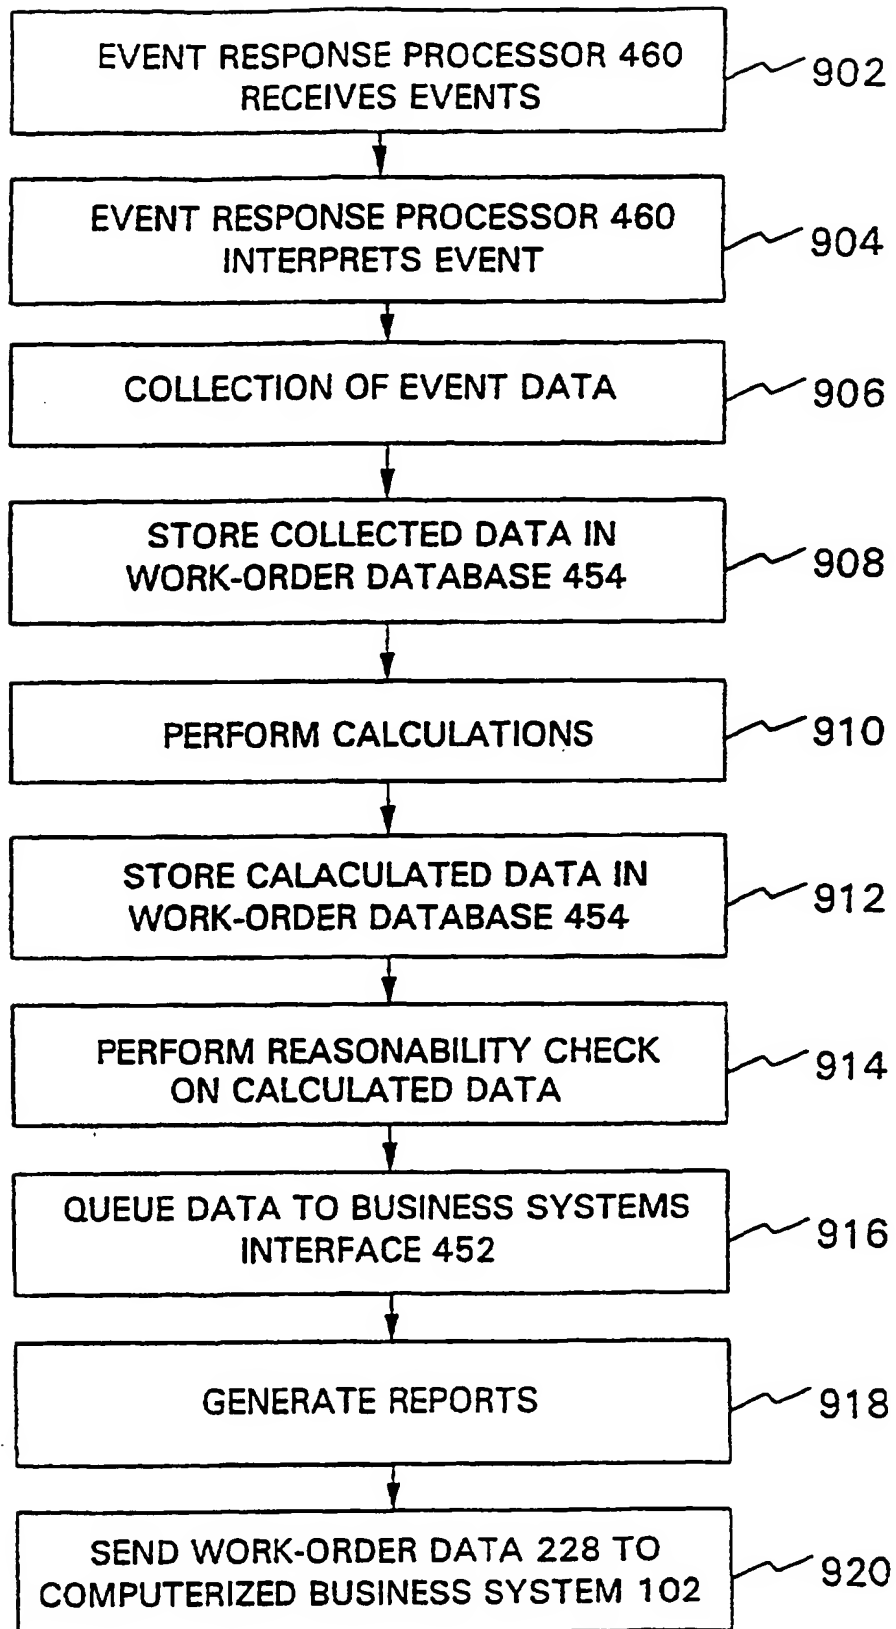 EVENT RESPONSE PROCESSOR 460
RECEIVES EVENTS
902
EVENT RESPONSE PROCESSOR 460
INTERPRETS EVENT
904
COLLECTION OF EVENT DATA
906
STORE COLLECTED DATA IN
WORK-ORDER DATABASE 454
908
PERFORM CALCULATIONS
910
STORE CALACULATED DATA IN
WORK-ORDER DATABASE 454
912
PERFORM REASONABILITY CHECK
ON CALCULATED DATA
914
QUEUE DATA TO BUSINESS SYSTEMS
INTERFACE 452
916
GENERATE REPORTS
918
SEND WORK-ORDER DATA 228 TO
COMPUTERIZED BUSINESS SYSTEM 102
920